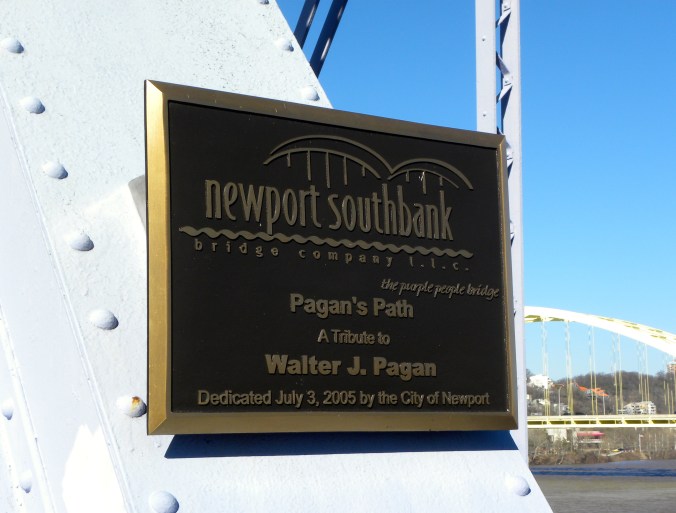 newport southbank
bridge company l.l.c.
the purple people bridge
Pagan's Path
A Tribute to
Walter J. Pagan
Dedicated July 3, 2005 by the City of Newport